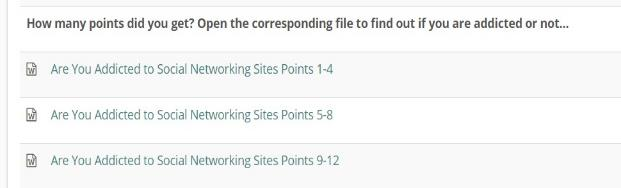 How many points did you get? Open the corresponding file to find out if you are addicted or not...
Are You Addicted to Social Networking Sites Points 1-4
Are You Addicted to Social Networking Sites Points 5-8
Are You Addicted to Social Networking Sites Points 9-12